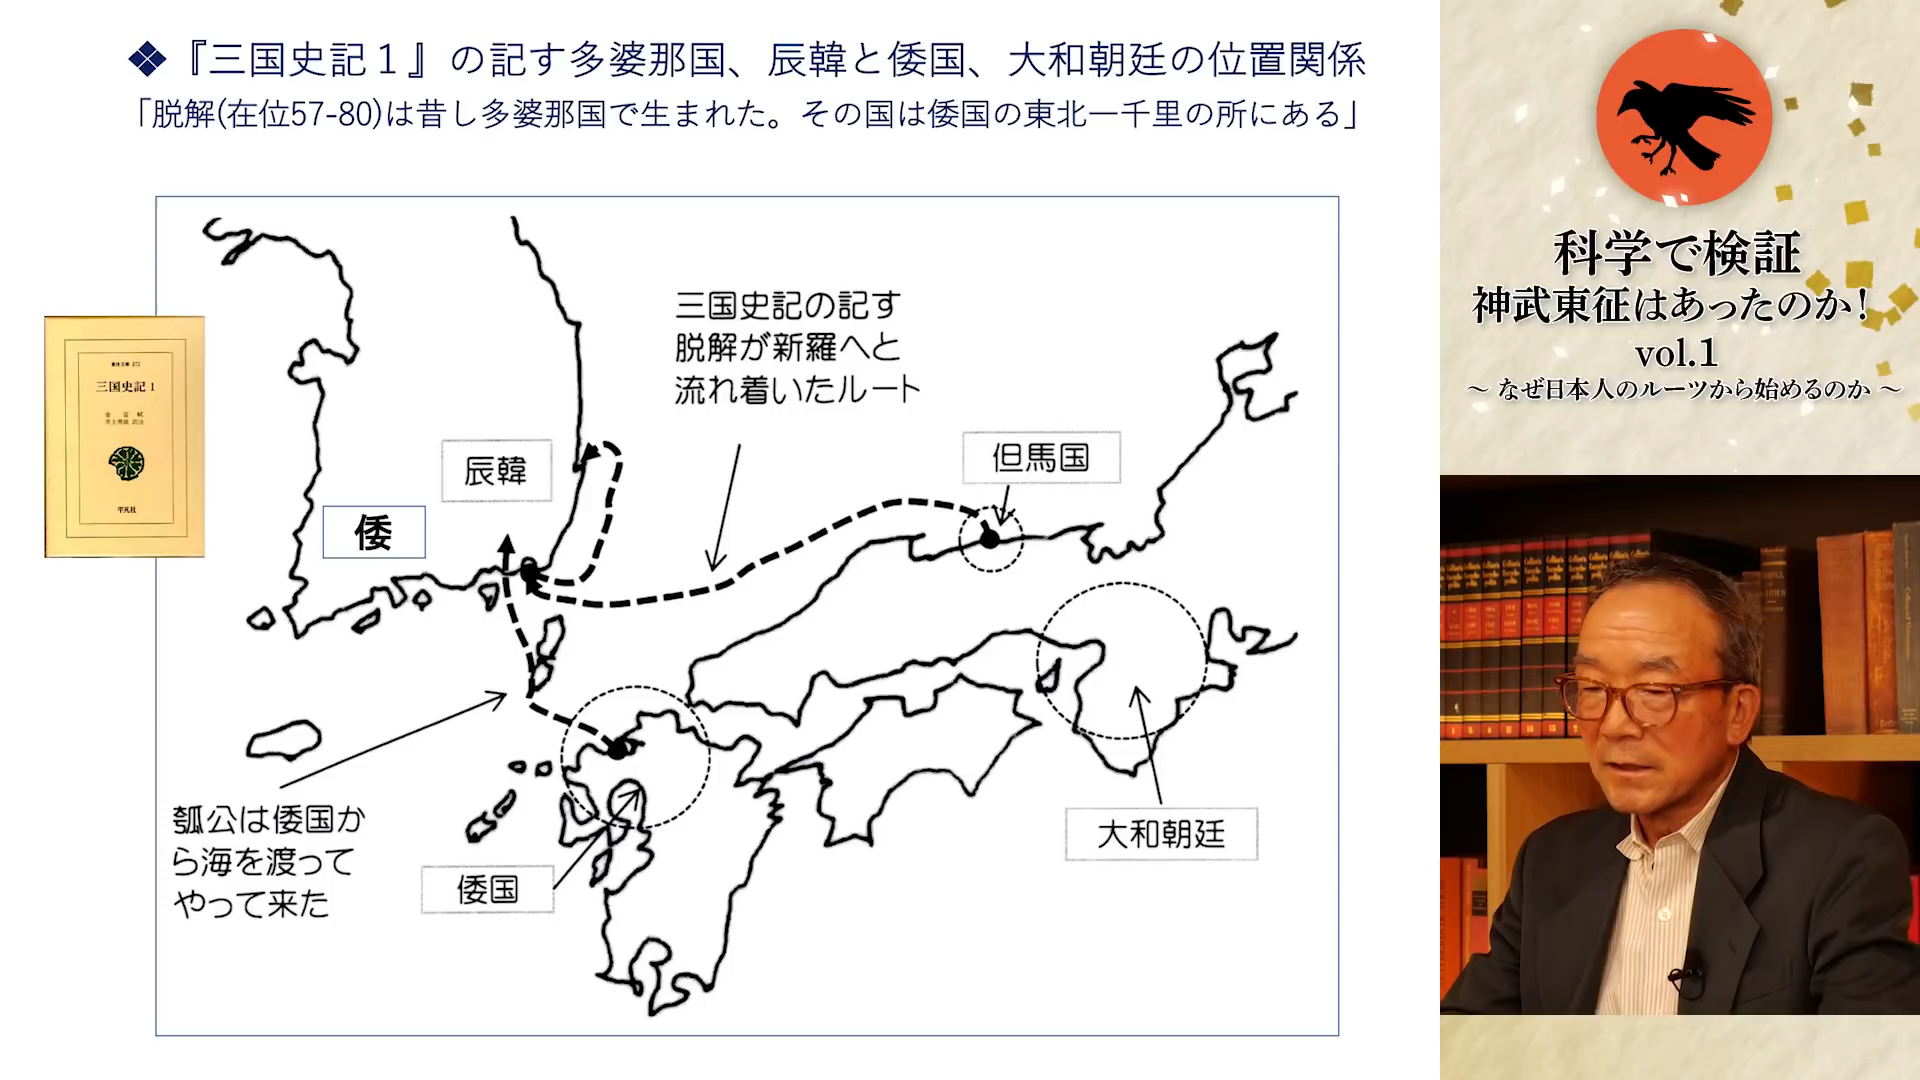 ❖『三国史記１』の記す多婆那国、辰韓と倭国、大和朝廷の位置関係
「脱解(在位57-80)は昔し多婆那国で生まれた。その国は倭国の東北一千里の所にある」
三国史記の記す
脱解が新羅へと
流れ着いたルート
辰韓
但馬国
倭
三国史記 1
平凡社
瓠公は倭国か
ら海を渡って
やって来た
倭国
大和朝廷
科学で検証
神武東征はあったのか！
vol.1
～ なぜ日本人のルーツから始めるのか ～